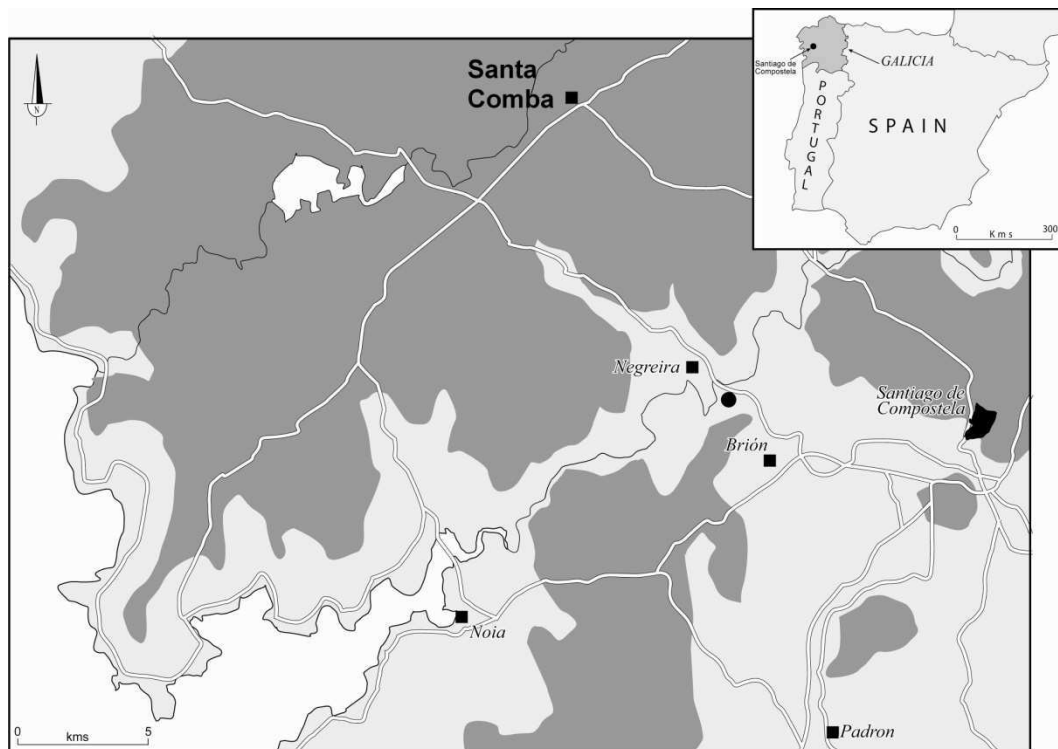 N
Santa
Comba
Negreira
Brión
Santiago de
Compostela
Noia
Padron
0
5
kms
Santiago de
Compostela
GALICIA
PORTUGAL
SPAIN
0
Kms
300